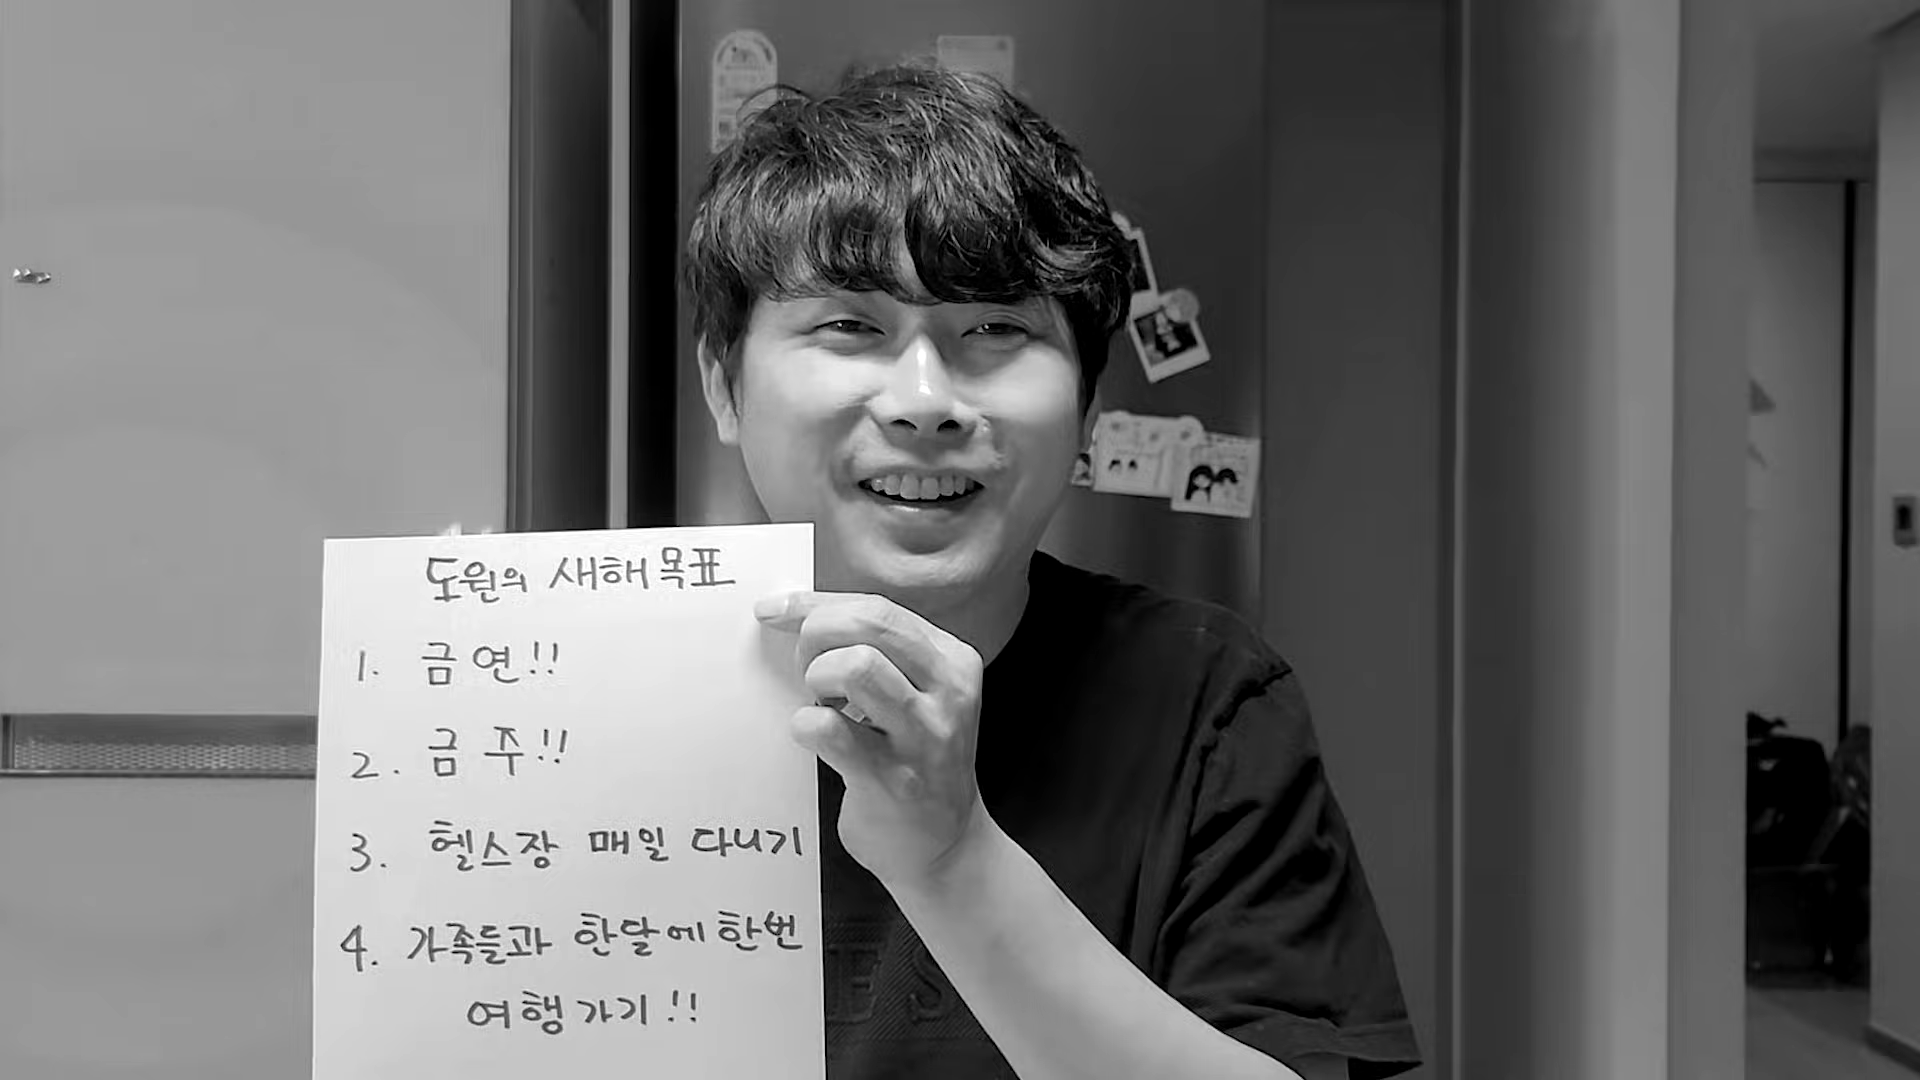 도원의 새해 목표
1. 금연!!
2. 금주!!
3. 헬스장 매일 다니기
4. 가족들과 한달에 한번
여행가기!!